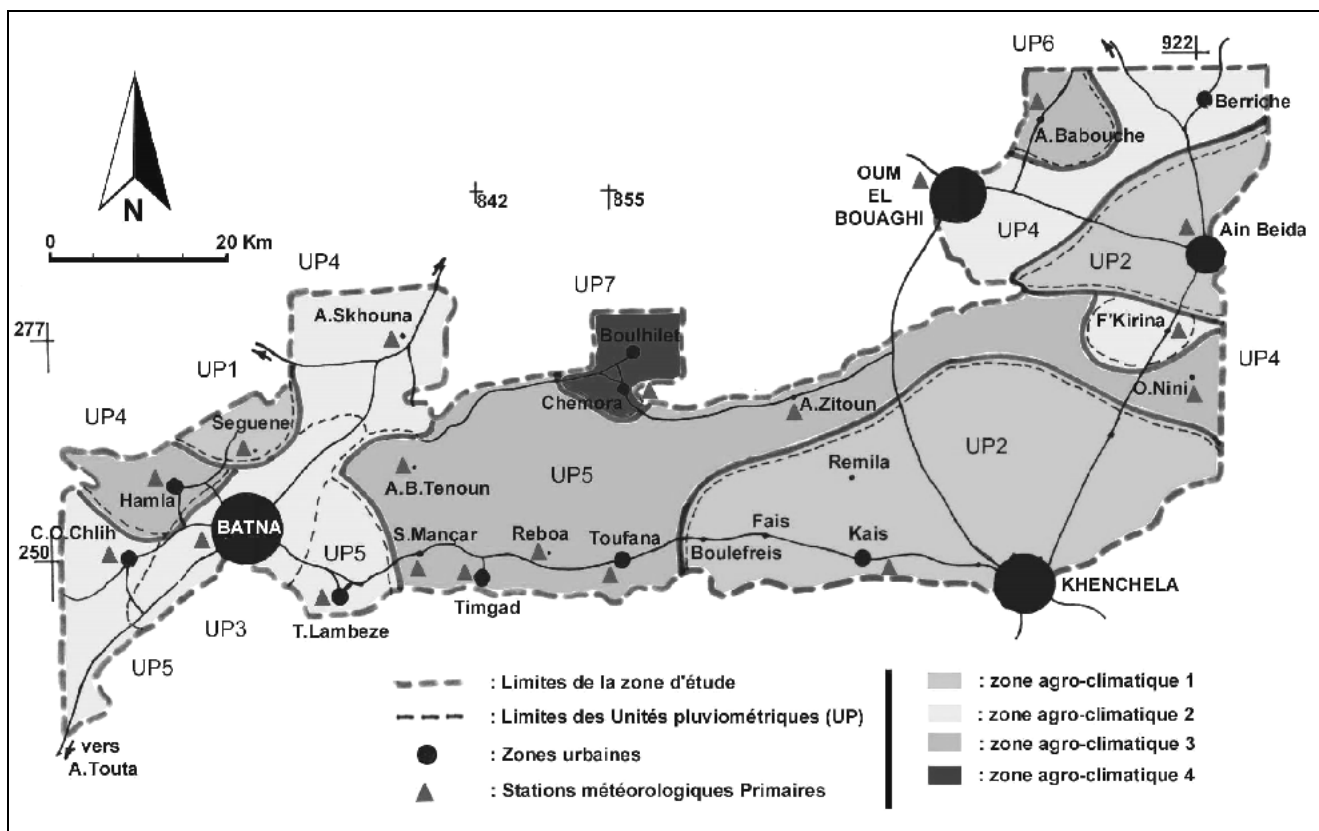 UP6
922
Berriche
A.Babouche
OUM
EL
BOUAGHI
N
842
855
0
20 Km
UP4
Ain Beida
UP4
UP2
UP7
A.Skhouna
277
Boulhilet
F'Kirina
UP1
UP4
O.Nini
Chemora
A.Zitoun
UP4
Seguene
UP2
Remila
Hamla
A.B.Tenoun
UP5
C.O.Chlih
BATNA
S.Mançar
Reboa
Toufana
Fais
Kais
250
UP5
Boulefreis
KHENCHELA
Timgad
UP3
T.Lambeze
UP5
vers
A.Touta
: Limites de la zone d'étude
: Limites des Unités pluviométriques (UP)
: Zones urbaines
: Stations météorologiques Primaires
: zone agro-climatique 1
: zone agro-climatique 2
: zone agro-climatique 3
: zone agro-climatique 4